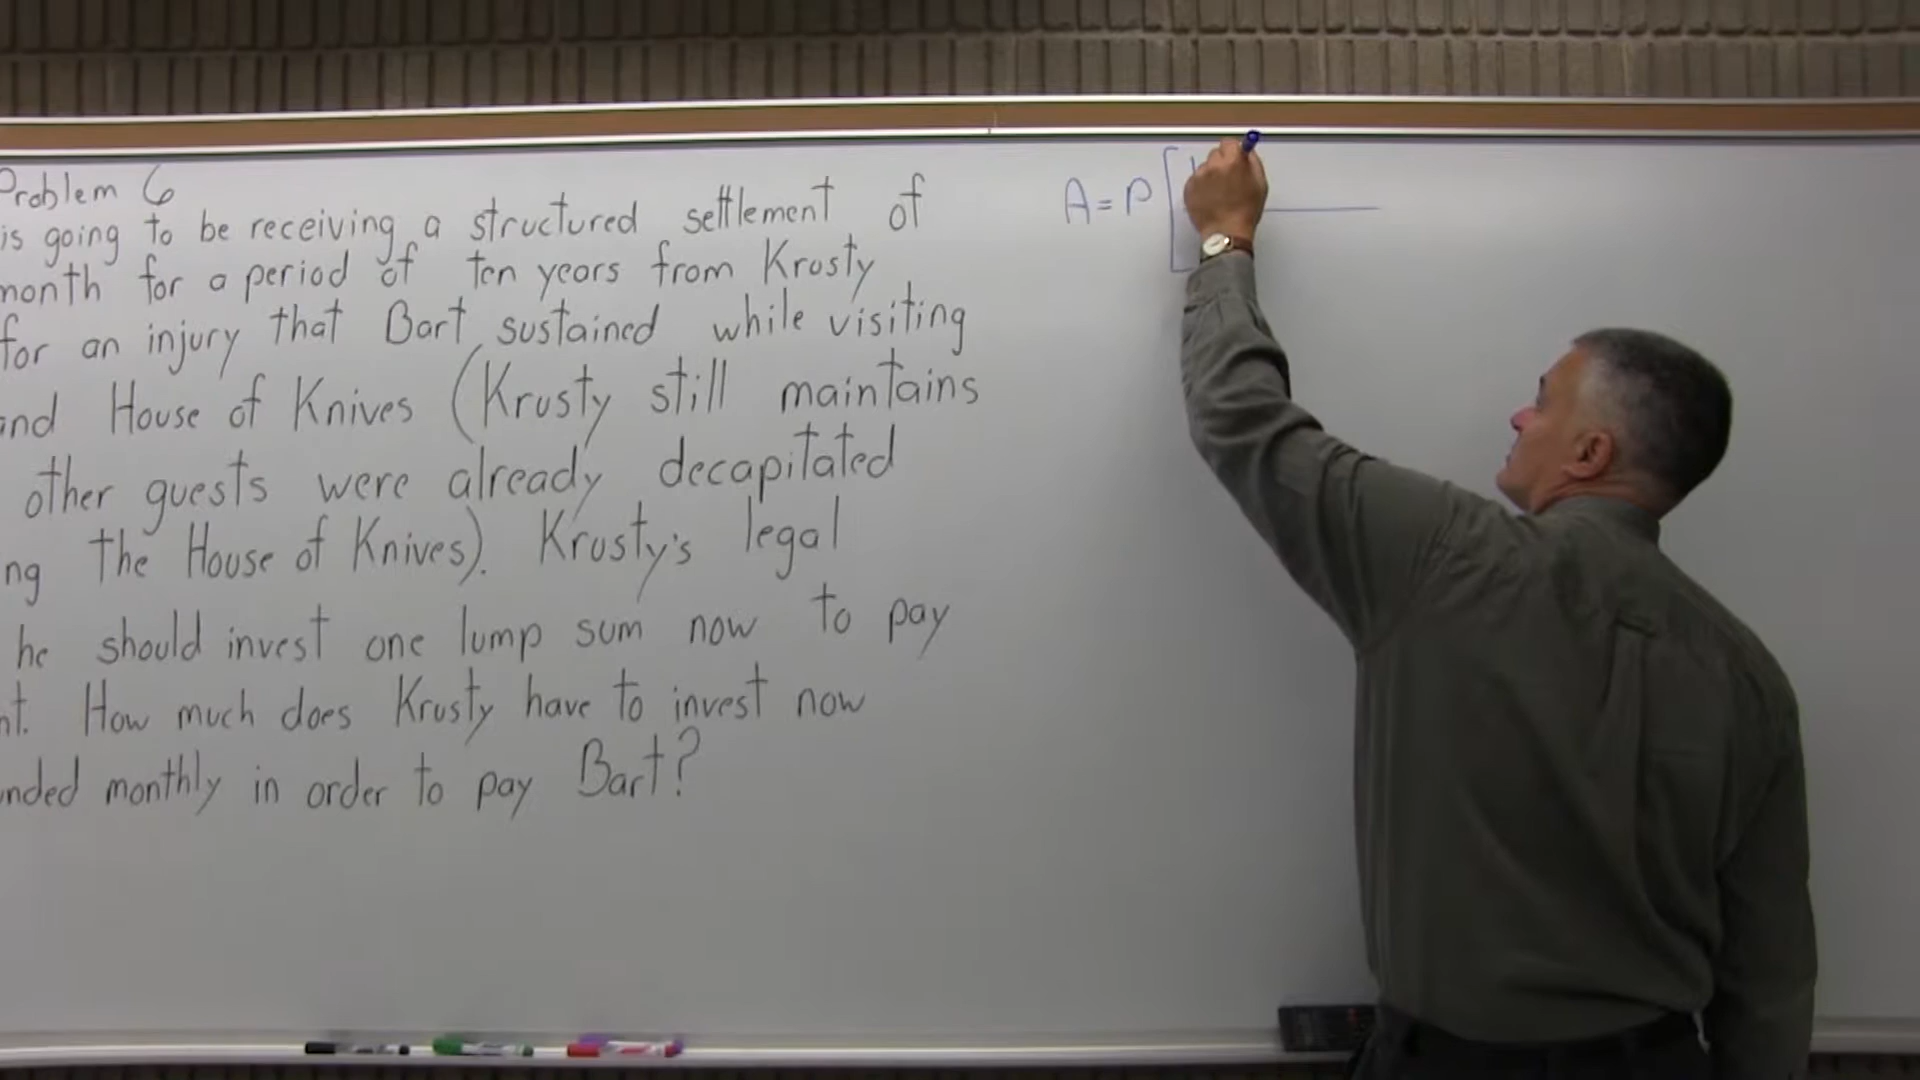 Problem 6
is going to be receiving a structured settlement of
month for a period of ten years from Krusty
for an injury that Bart sustained while visiting
and House of Knives (Krusty still maintains
other guests were already decapitated
ng the House of Knives). Krusty's legal
he should invest one lump sum now to pay
nt. How much does Krusty have to invest now
nded monthly in order to pay Bart?
A = P [